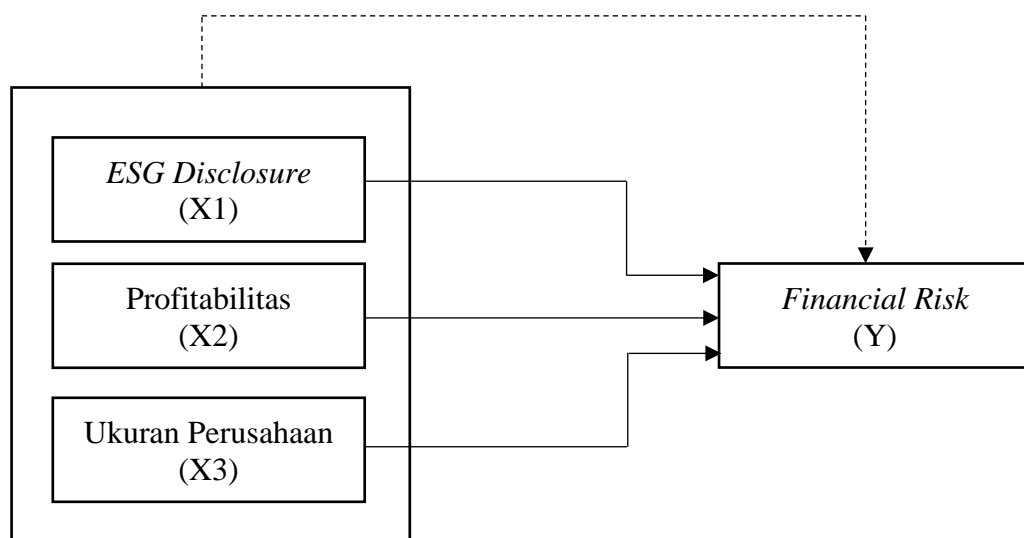 ESG Disclosure
(X1)
Profitabilitas
(X2)
Ukuran Perusahaan
(X3)
Financial Risk
(Y)